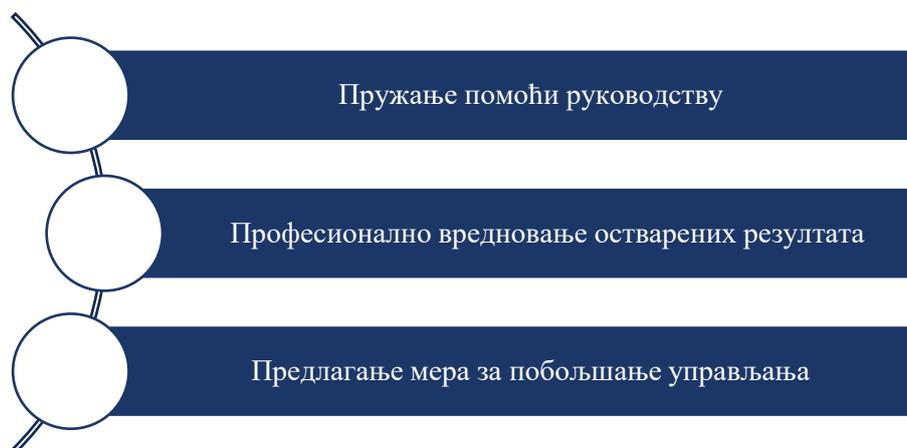 Пружање помоћи руководству
Професионално вредновање остварених резултата
Предлагање мера за побољшање управљања